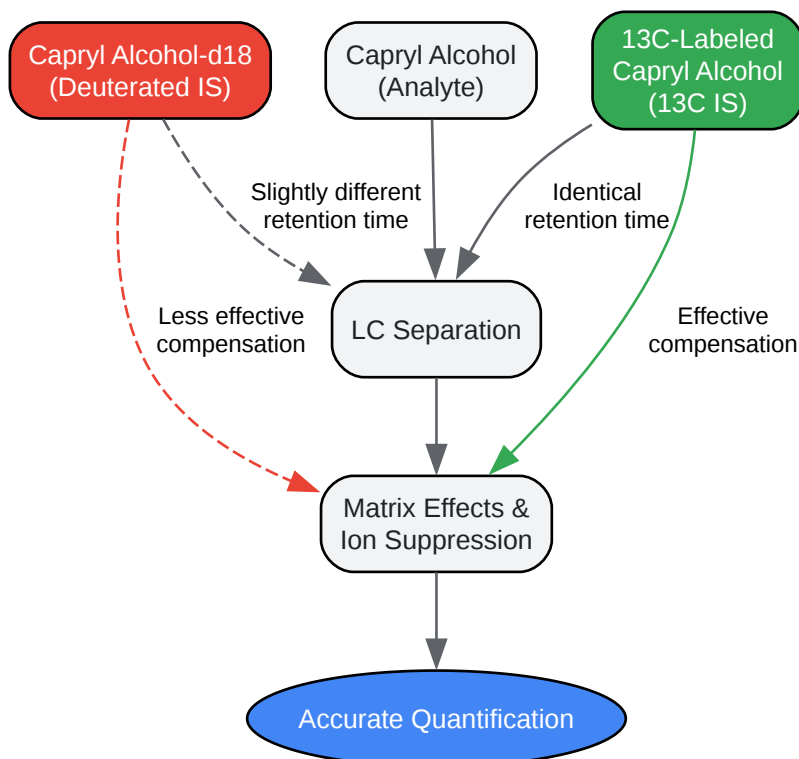 Capryl Alcohol-d18
(Deuterated IS)
Capryl Alcohol
(Analyte)
13C-Labeled
Capryl Alcohol
(13C IS)
Slightly different
retention time
Identical
retention time
LC Separation
Less effective
compensation
Effective
compensation
Matrix Effects &
Ion Suppression
Accurate Quantification